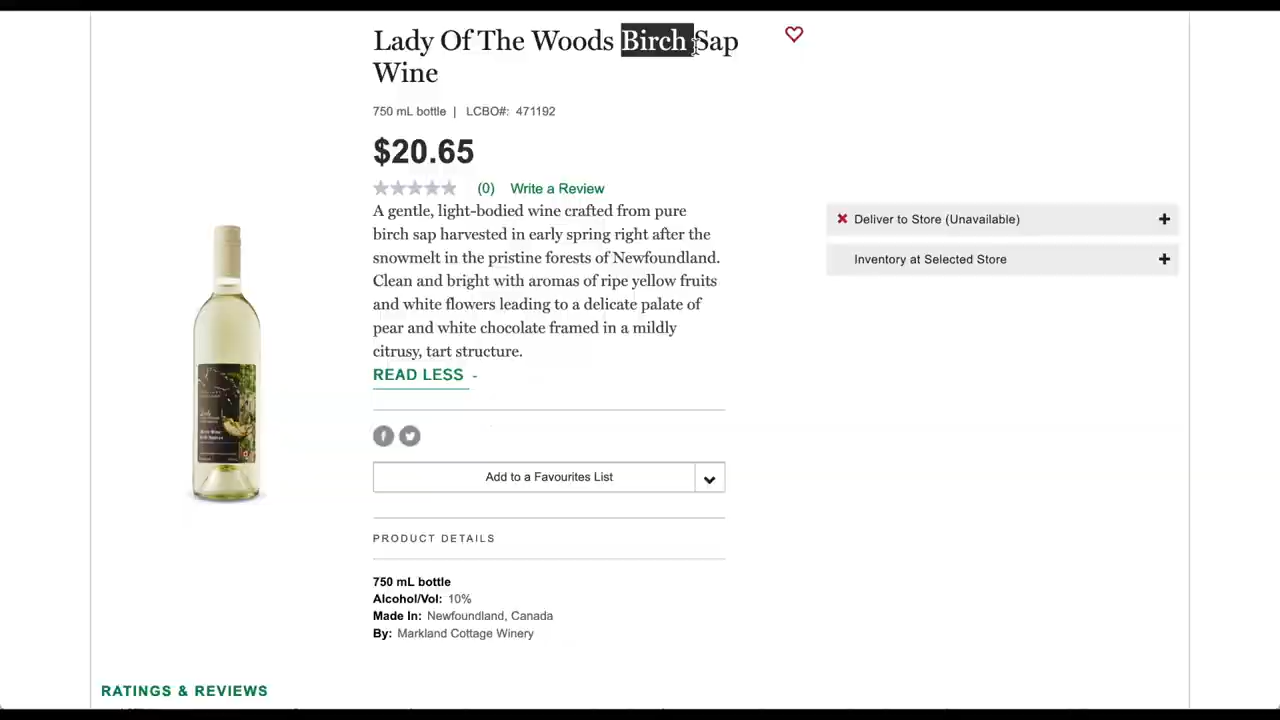 Lady Of The Woods Birch Sap
Wine
750 mL bottle | LCBO#: 471192
$20.65
(0) Write a Review
A gentle, light-bodied wine crafted from pure
birch sap harvested in early spring right after the
snowmelt in the pristine forests of Newfoundland.
Clean and bright with aromas of ripe yellow fruits
and white flowers leading to a delicate palate of
pear and white chocolate framed in a mildly
citrusy, tart structure.
READ LESS -
Deliver to Store (Unavailable)
Inventory at Selected Store
Add to a Favourites List
PRODUCT DETAILS
750 mL bottle
Alcohol/Vol: 10%
Made In: Newfoundland, Canada
By: Markland Cottage Winery
RATINGS & REVIEWS